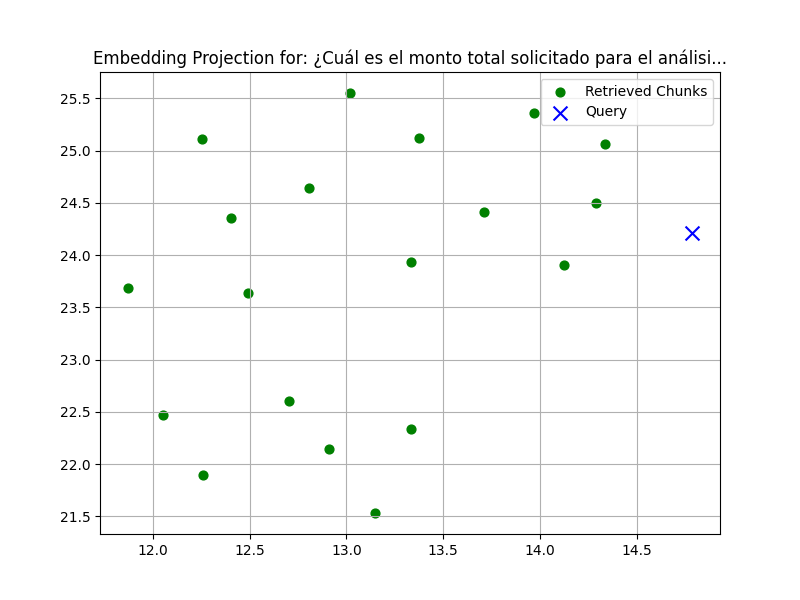 Embedding Projection for: ¿Cuál es el monto total solicitado para el análisi...
Retrieved Chunks
Query
25.5
25.0
24.5
24.0
23.5
23.0
22.5
22.0
21.5
12.0 12.5 13.0 13.5 14.0 14.5